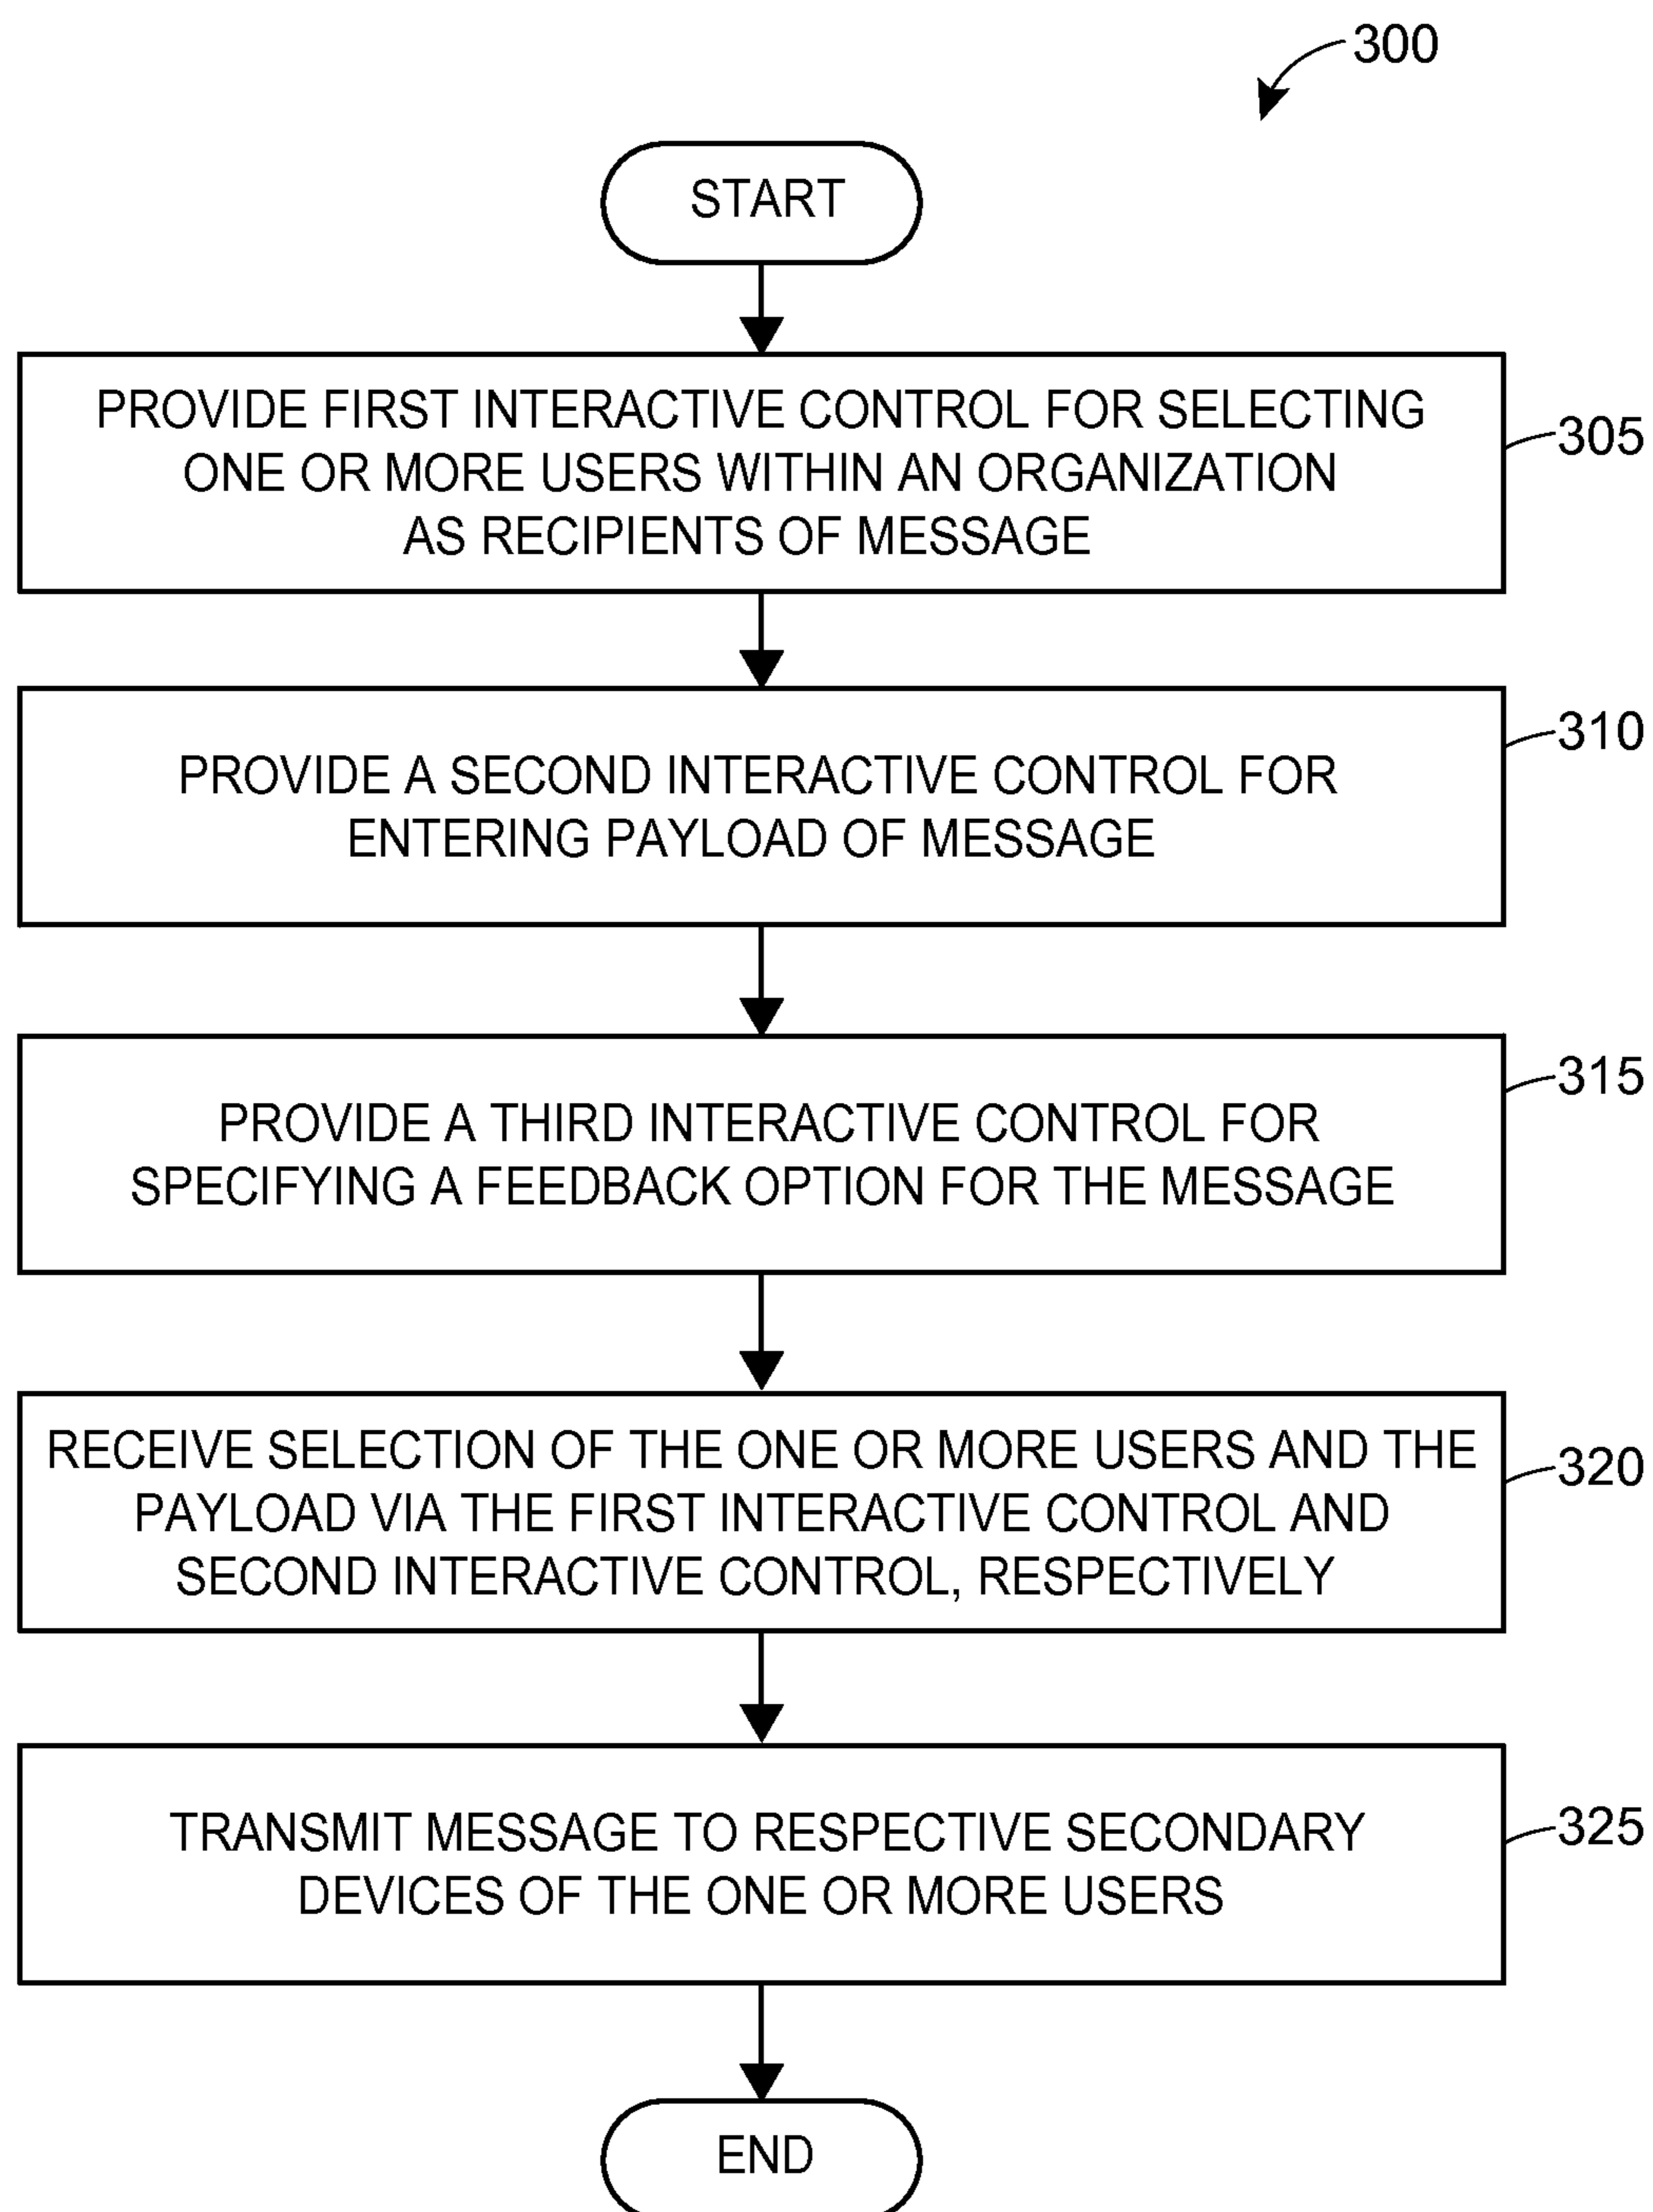 300
START
PROVIDE FIRST INTERACTIVE CONTROL FOR SELECTING
ONE OR MORE USERS WITHIN AN ORGANIZATION
AS RECIPIENTS OF MESSAGE
305
PROVIDE A SECOND INTERACTIVE CONTROL FOR
ENTERING PAYLOAD OF MESSAGE
310
PROVIDE A THIRD INTERACTIVE CONTROL FOR
SPECIFYING A FEEDBACK OPTION FOR THE MESSAGE
315
RECEIVE SELECTION OF THE ONE OR MORE USERS AND THE
PAYLOAD VIA THE FIRST INTERACTIVE CONTROL AND
SECOND INTERACTIVE CONTROL, RESPECTIVELY
320
TRANSMIT MESSAGE TO RESPECTIVE SECONDARY
DEVICES OF THE ONE OR MORE USERS
325
END